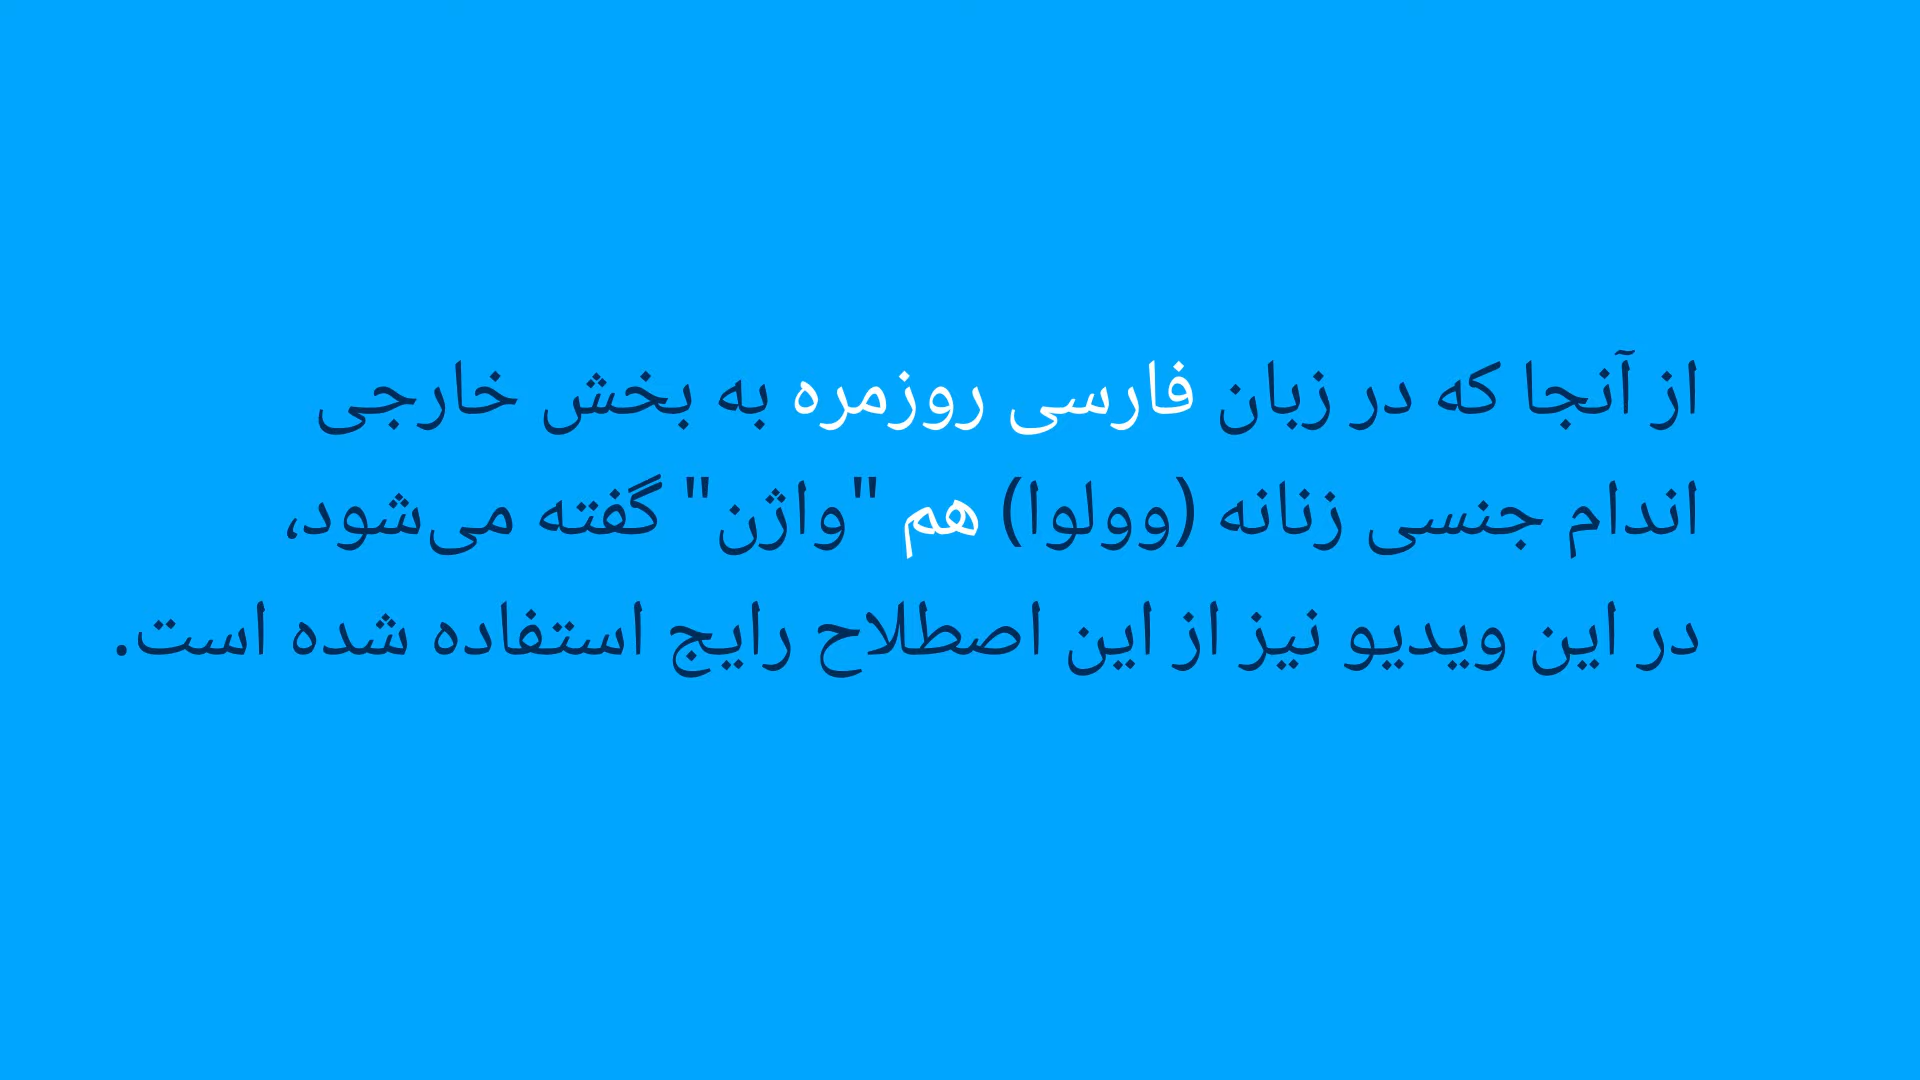 از آنجا که در زبان فارسی روزمره به بخش خارجی
اندام جنسی زنانه (وولوا) هم "واژن" گفته می‌شود،
در این ویدیو نیز از این اصطلاح رایج استفاده شده است.